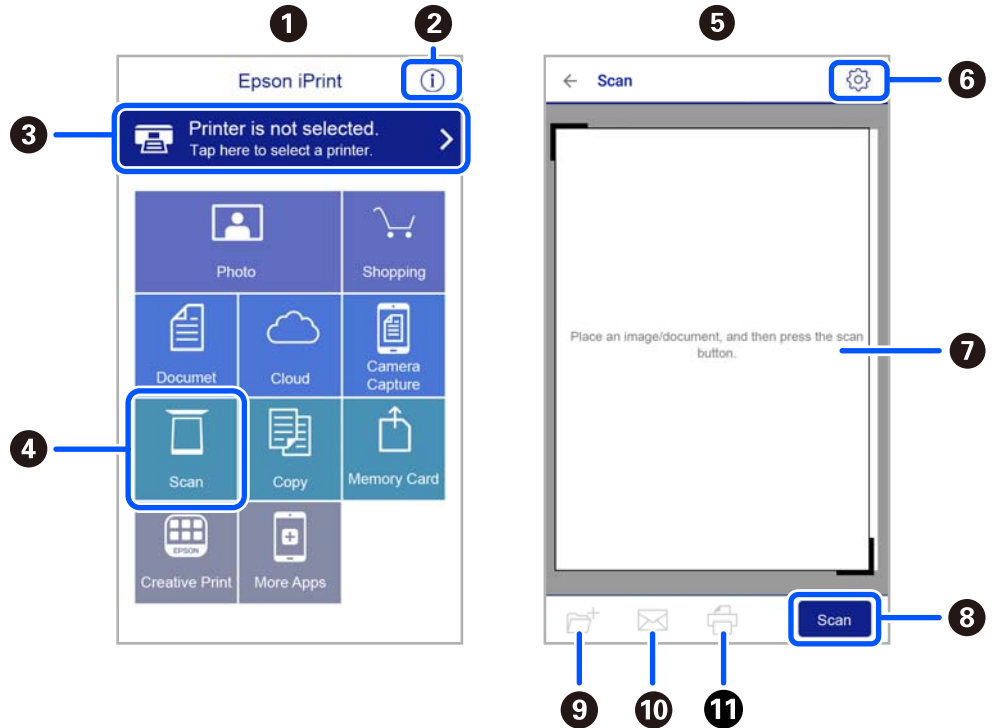 1
2
5
Epson iPrint
i
Scan
6
3
Printer is not selected.
Tap here to select a printer.
Photo
Shopping
Place an image/document, and then press the scan
button.
7
Documet
Cloud
Camera
Capture
4
Scan
Copy
Memory Card
EPSON
Creative Print
More Apps
Scan
8
9
10
11